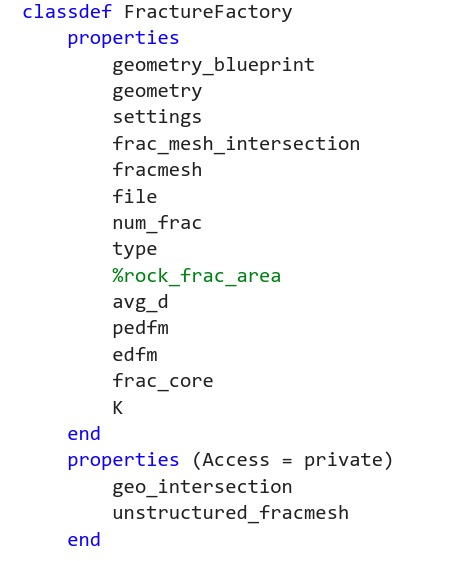 classdef FractureFactory
properties
geometry_blueprint
geometry
settings
frac_mesh_intersection
fracmesh
file
num_frac
type
%rock_frac_area
avg_d
pedfm
edfm
frac_core
K
end
properties (Access = private)
geo_intersection
unstructured_fracmesh
end